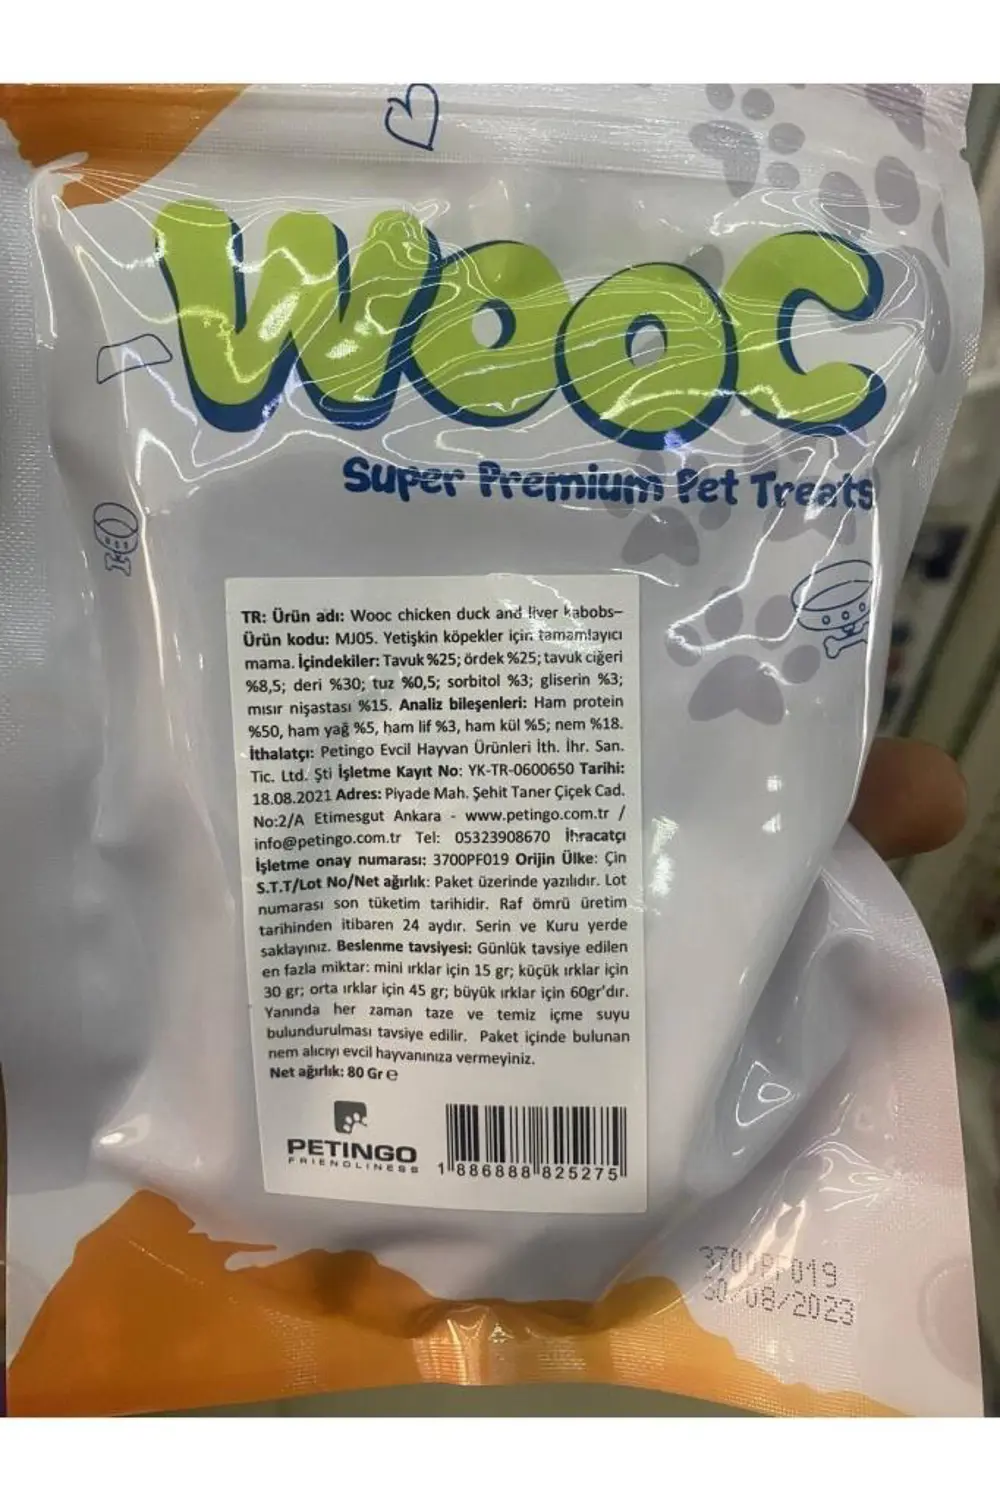 WOOC
Super Premium Pet Treats
TR: Ürün adı: Wooc chicken duck and liver kabobs–
Ürün kodu: MJ05. Yetişkin köpekler için tamamlayıcı
mama. İçindekiler: Tavuk %25; ördek %25; tavuk ciğeri
%8,5; deri %30; tuz %0,5; sorbitol %3; gliserin %3;
mısır nişastası %15. Analiz bileşenleri: Ham protein
%50, ham yağ %5, ham lif %3, ham kül %5; nem %18.
İthalatçı: Petingo Evcil Hayvan Ürünleri İth. İhr. San.
Tic. Ltd. Şti İşletme Kayıt No: YK-TR-0600650 Tarihi:
18.08.2021 Adres: Piyade Mah. Şehit Taner Çiçek Cad.
No:2/A Etimesgut Ankara - www.petingo.com.tr /
info@petingo.com.tr Tel: 05323908670 İhracatçı
İşletme onay numarası: 3700PF019 Orijin Ülke: Çin
S.T.T/Lot No/Net ağırlık: Paket üzerinde yazılıdır. Lot
numarası son tüketim tarihidir. Raf ömrü üretim
tarihinden itibaren 24 aydır. Serin ve Kuru yerde
saklayınız. Beslenme tavsiyesi: Günlük tavsiye edilen
en fazla miktar: mini ırklar için 15 gr; küçük ırklar için
30 gr; orta ırklar için 45 gr; büyük ırklar için 60gr'dır.
Yanında her zaman taze ve temiz içme suyu
bulundurulması tavsiye edilir. Paket içinde bulunan
nem alıcıyı evcil hayvanınıza vermeyiniz.
Net ağırlık: 80 Gr e
PETINGO
FRIENDLINESS
1 886888 825275
3700PF019
30/08/2023